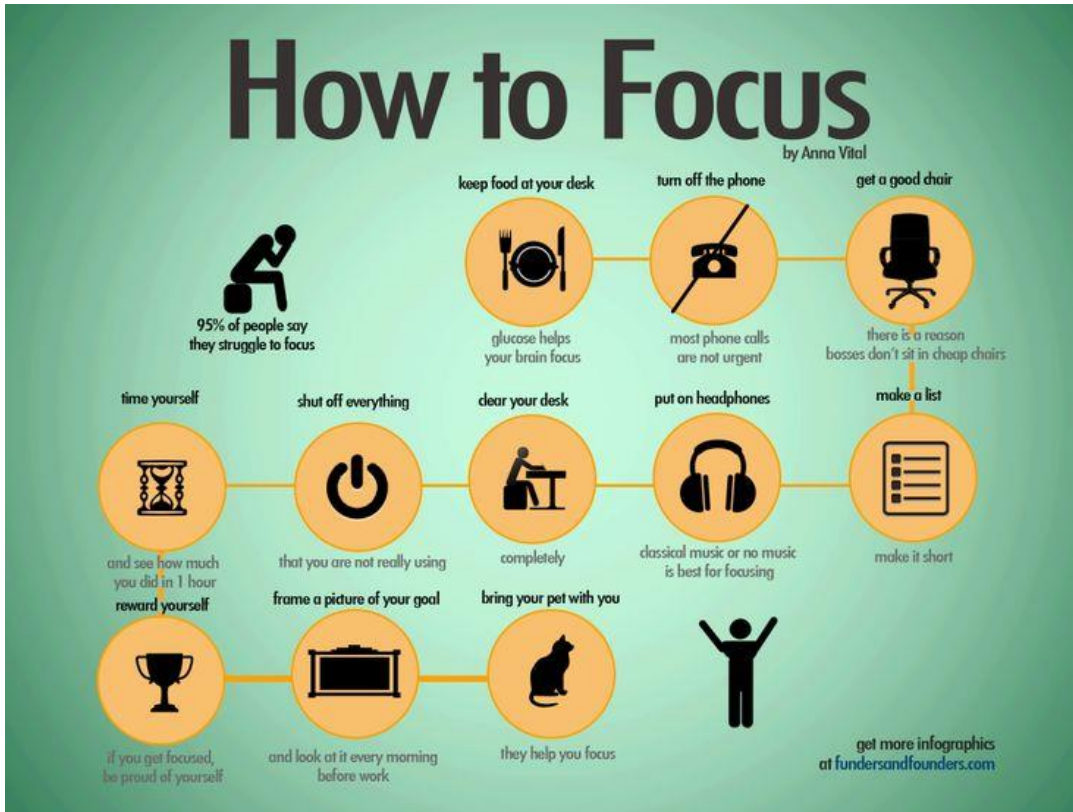 How to Focus
by Anna Vital
95% of people say
they struggle to focus
keep food at your desk
glucose helps
your brain focus
turn off the phone
most phone calls
are not urgent
get a good chair
there is a reason
bosses don't sit in cheap chairs
make a list
make it short
put on headphones
classical music or no music
is best for focusing
clear your desk
completely
shut off everything
that you are not really using
time yourself
and see how much
you did in 1 hour
reward yourself
if you get focused,
be proud of yourself
frame a picture of your goal
and look at it every morning
before work
bring your pet with you
they help you focus
get more infographics
at fundersandfounders.com